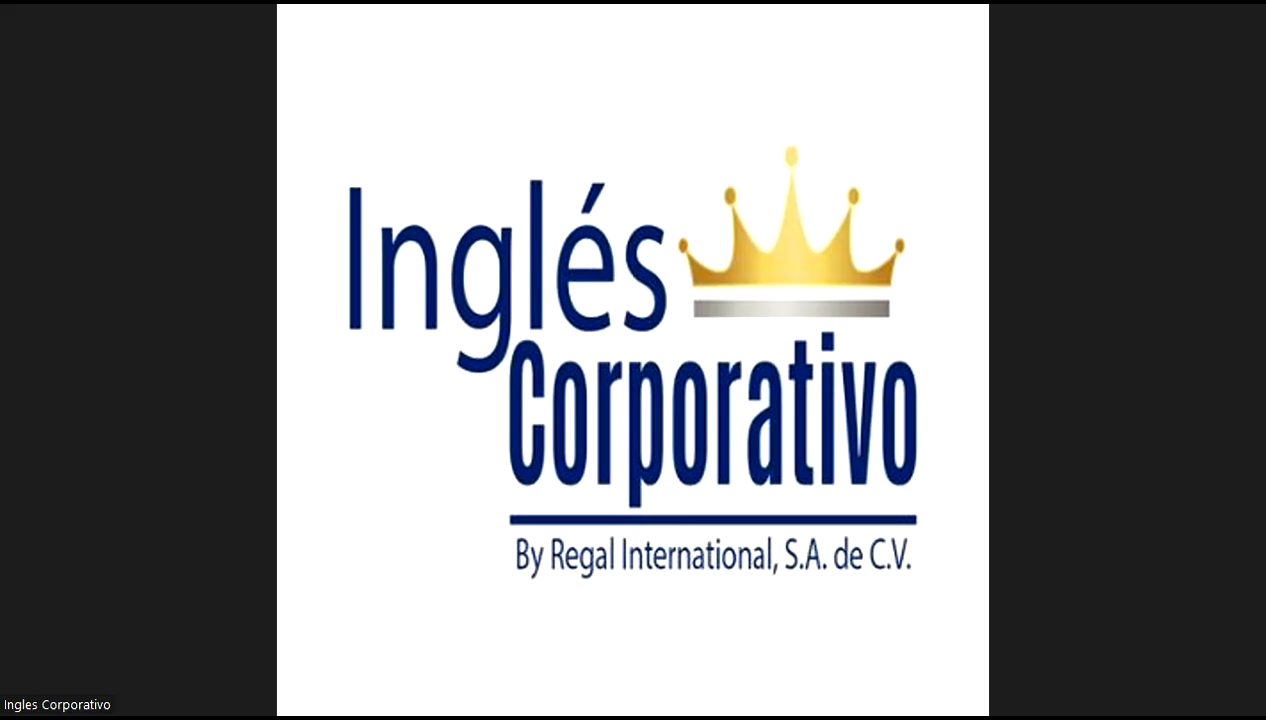 Inglés
Corporativo
By Regal International, S.A. de C.V.
Ingles Corporativo